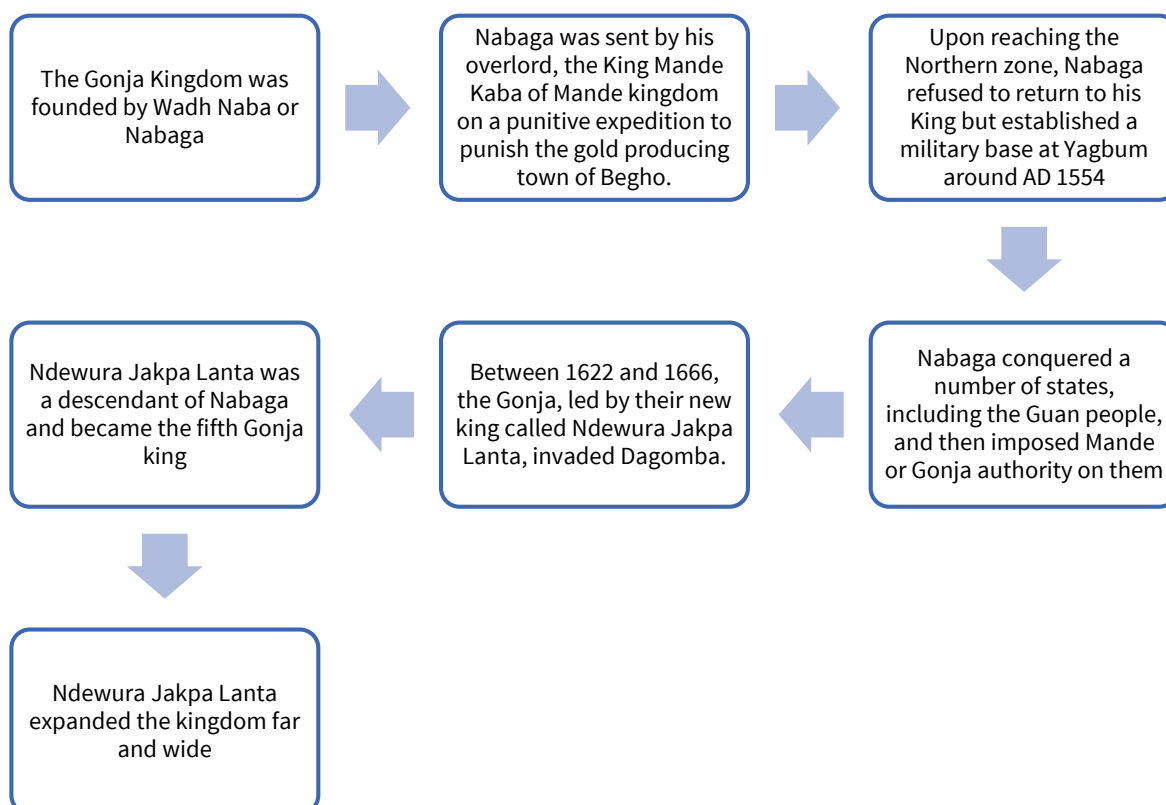 The Gonja Kingdom was
founded by Wadh Naba or
Nabaga
Nabaga was sent by his
overlord, the King Mande
Kaba of Mande kingdom
on a punitive expedition to
punish the gold producing
town of Begho.
Upon reaching the
Northern zone, Nabaga
refused to return to his
King but established a
military base at Yagbum
around AD 1554
Nabaga conquered a
number of states,
including the Guan people,
and then imposed Mande
or Gonja authority on them
Between 1622 and 1666,
the Gonja, led by their new
king called Ndewura Jakpa
Lanta, invaded Dagomba.
Ndewura Jakpa Lanta was
a descendant of Nabaga
and became the fifth Gonja
king
Ndewura Jakpa Lanta
expanded the kingdom far
and wide